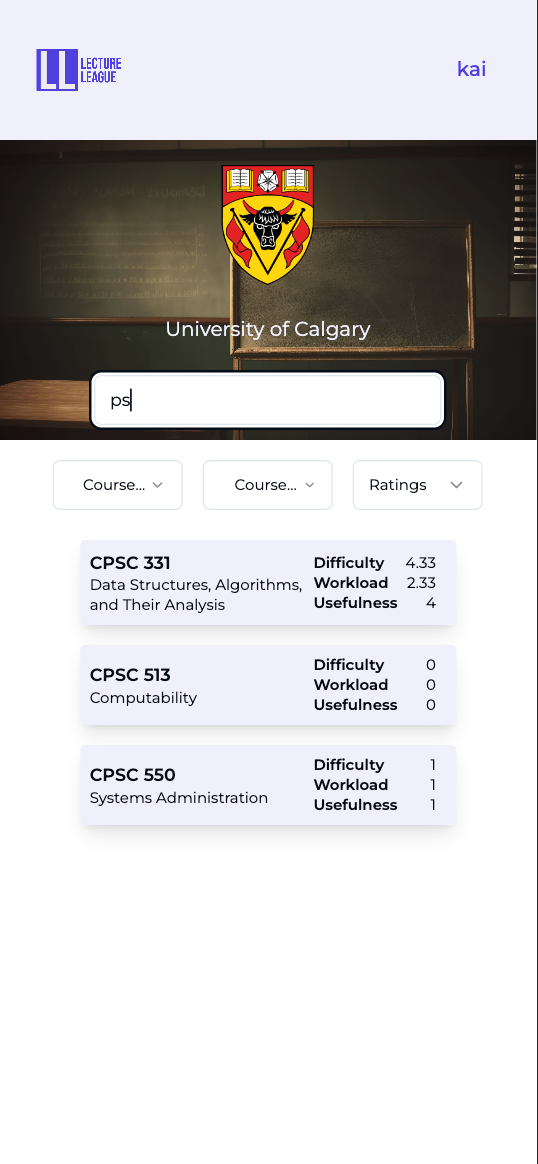 LECTURE
LEAGUE
kai
University of Calgary
ps
Course... Course... Ratings
CPSC 331
Data Structures, Algorithms,
and Their Analysis
Difficulty 4.33
Workload 2.33
Usefulness 4
CPSC 513
Computability
Difficulty 0
Workload 0
Usefulness 0
CPSC 550
Systems Administration
Difficulty 1
Workload 1
Usefulness 1